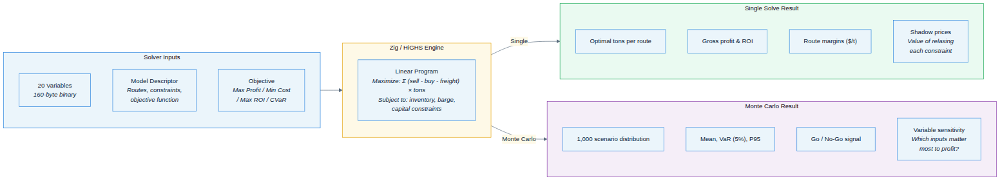 Solver Inputs
20 Variables
160-byte binary
Model Descriptor
Routes, constraints,
objective function
Objective
Max Profit / Min Cost
/ Max ROI / CVaR
Zig / HiGHS Engine
Linear Program
Maximize: Σ (sell - buy - freight)
× tons
Subject to: inventory, barge,
capital constraints
Single
Monte Carlo
Single Solve Result
Optimal tons per route
Gross profit & ROI
Route margins ($/t)
Shadow prices
Value of relaxing
each constraint
Monte Carlo Result
1,000 scenario distribution
Mean, VaR (5%), P95
Go / No-Go signal
Variable sensitivity
Which inputs matter
most to profit?